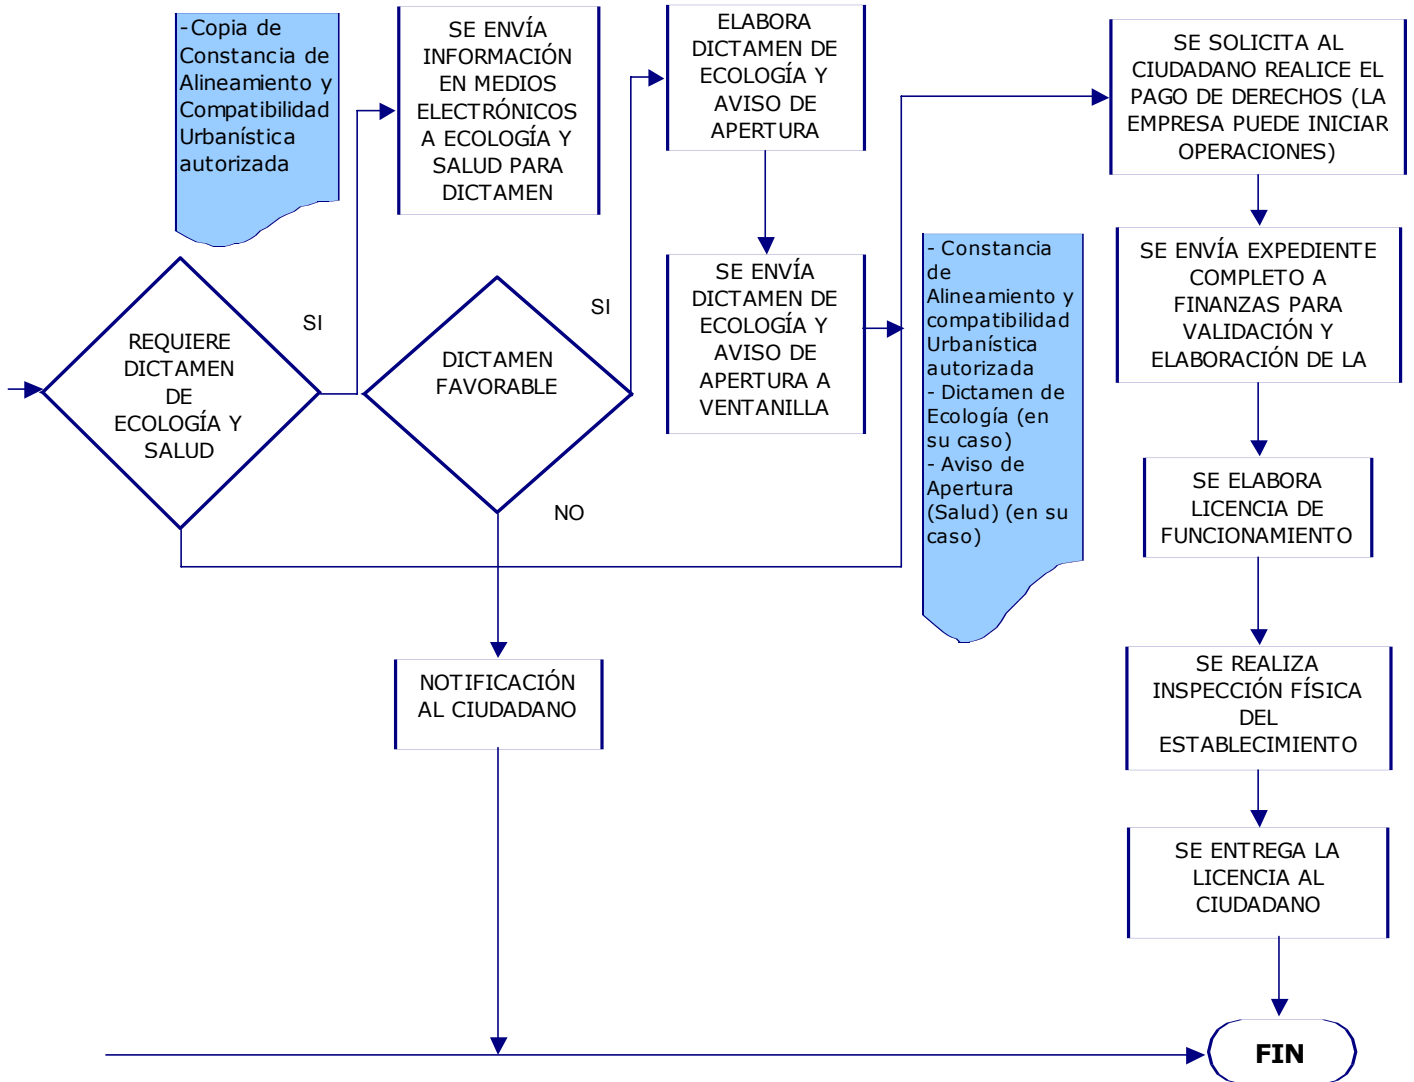 - Copia de
Constancia de
Alineamiento y
Compatibilidad
Urbanística
autorizada
SE ENVÍA
INFORMACIÓN
EN MEDIOS
ELECTRÓNICOS
A ECOLOGÍA Y
SALUD PARA
DICTAMEN
ELABORA
DICTAMEN DE
ECOLOGÍA Y
AVISO DE
APERTURA
SE SOLICITA AL
CIUDADANO REALICE EL
PAGO DE DERECHOS (LA
EMPRESA PUEDE INICIAR
OPERACIONES)
REQUIERE
DICTAMEN
DE
ECOLOGÍA Y
SALUD
SI
DICTAMEN
FAVORABLE
SI
NO
SE ENVÍA
DICTAMEN DE
ECOLOGÍA Y
AVISO DE
APERTURA A
VENTANILLA
- Constancia
de
Alineamiento y
compatibilidad
Urbanística
autorizada
- Dictamen de
Ecología (en
su caso)
- Aviso de
Apertura
(Salud) (en su
caso)
SE ENVÍA EXPEDIENTE
COMPLETO A
FINANZAS PARA
VALIDACIÓN Y
ELABORACIÓN DE LA
SE ELABORA
LICENCIA DE
FUNCIONAMIENTO
NOTIFICACIÓN
AL CIUDADANO
SE REALIZA
INSPECCIÓN FÍSICA
DEL
ESTABLECIMIENTO
SE ENTREGA LA
LICENCIA AL
CIUDADANO
FIN